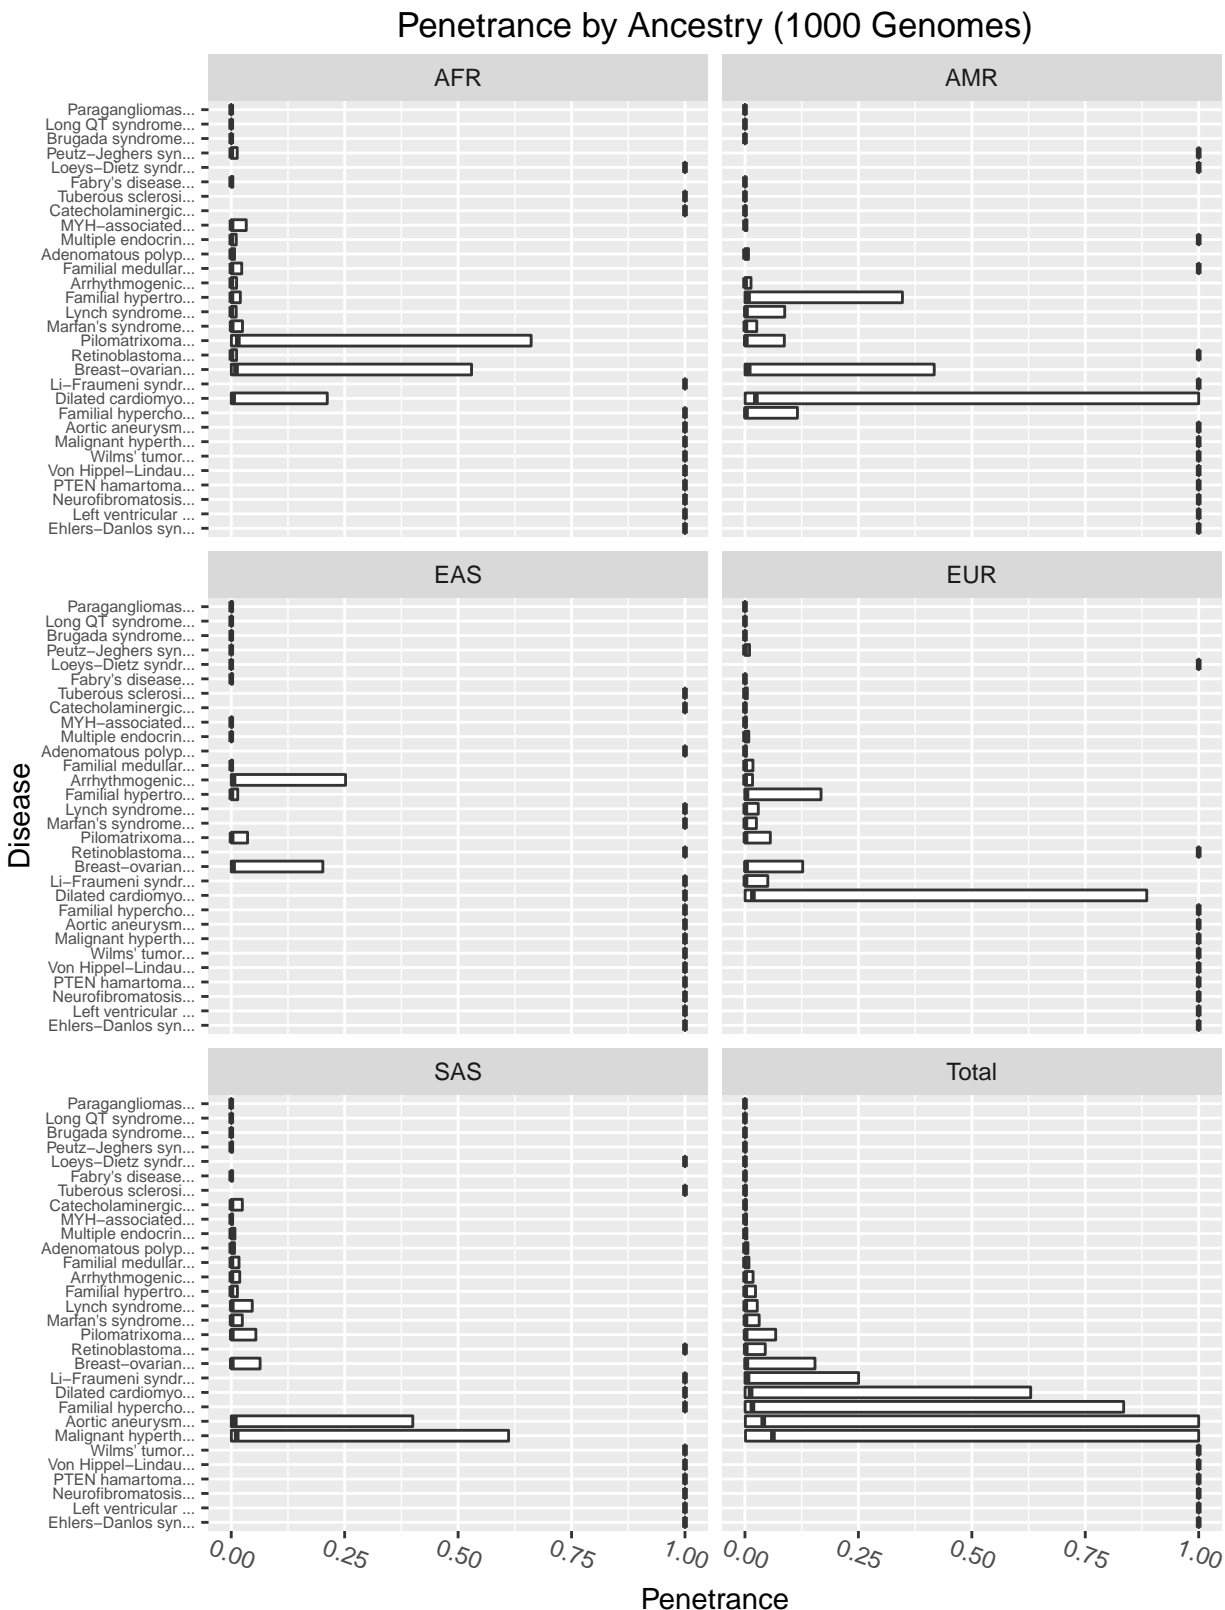 Penetrance by Ancestry (1000 Genomes)
AFR
AMR
Paragangliomas...
Long QT syndrome...
Brugada syndrome...
Peutz−Jeghers syn...
Loeys−Dietz syndr...
Fabry's disease...
Tuberous sclerosi...
Catecholaminergic...
MYH−associated...
Multiple endocrin...
Adenomatous polyp...
Familial medullar...
Arrhythmogenic...
Familial hypertro...
Lynch syndrome...
Marfan's syndrome...
Pilomatrixoma...
Retinoblastoma...
Breast−ovarian...
Li−Fraumeni syndr...
Dilated cardiomyo...
Familial hypercho...
Aortic aneurysm...
Malignant hyperth...
Wilms' tumor...
Von Hippel−Lindau...
PTEN hamartoma...
Neurofibromatosis...
Left ventricular ...
Ehlers−Danlos syn...
EAS
EUR
Paragangliomas...
Long QT syndrome...
Brugada syndrome...
Peutz−Jeghers syn...
Loeys−Dietz syndr...
Fabry's disease...
Tuberous sclerosi...
Catecholaminergic...
MYH−associated...
Multiple endocrin...
Adenomatous polyp...
Familial medullar...
Arrhythmogenic...
Familial hypertro...
Lynch syndrome...
Marfan's syndrome...
Pilomatrixoma...
Retinoblastoma...
Breast−ovarian...
Li−Fraumeni syndr...
Dilated cardiomyo...
Familial hypercho...
Aortic aneurysm...
Malignant hyperth...
Wilms' tumor...
Von Hippel−Lindau...
PTEN hamartoma...
Neurofibromatosis...
Left ventricular ...
Ehlers−Danlos syn...
Disease
SAS
Total
Paragangliomas...
Long QT syndrome...
Brugada syndrome...
Peutz−Jeghers syn...
Loeys−Dietz syndr...
Fabry's disease...
Tuberous sclerosi...
Catecholaminergic...
MYH−associated...
Multiple endocrin...
Adenomatous polyp...
Familial medullar...
Arrhythmogenic...
Familial hypertro...
Lynch syndrome...
Marfan's syndrome...
Pilomatrixoma...
Retinoblastoma...
Breast−ovarian...
Li−Fraumeni syndr...
Dilated cardiomyo...
Familial hypercho...
Aortic aneurysm...
Malignant hyperth...
Wilms' tumor...
Von Hippel−Lindau...
PTEN hamartoma...
Neurofibromatosis...
Left ventricular ...
Ehlers−Danlos syn...
0.00 0.25 0.50 0.75 1.00
0.00 0.25 0.50 0.75 1.00
Penetrance